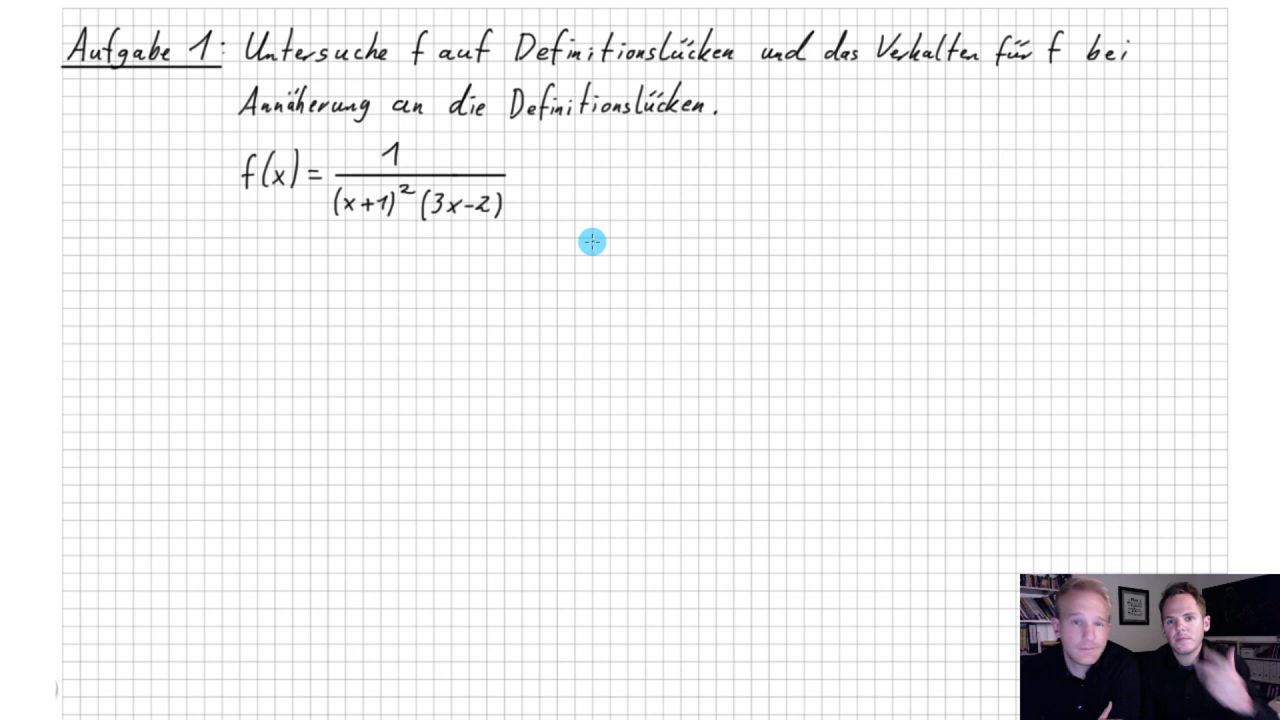 Aufgabe 1: Untersuche f auf Definitionslücken und das Verhalten für f bei
Annäherung an die Definitionslücken.
f(x) = 1 / ((x+1)² (3x-2))